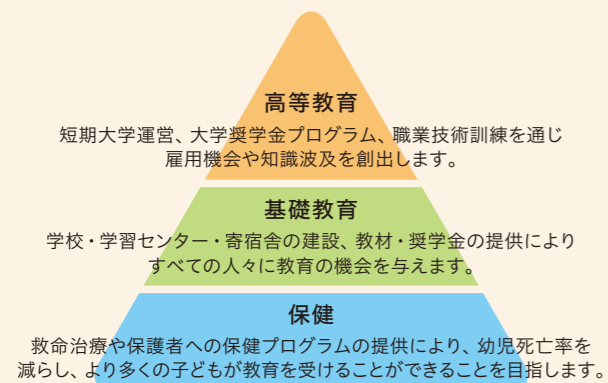 高等教育
短期大学運営、大学奨学金プログラム、職業技術訓練を通じ
雇用機会や知識波及を創出します。
基礎教育
学校・学習センター・寄宿舎の建設、教材・奨学金の提供により
すべての人々に教育の機会を与えます。
保健
救命治療や保護者への保健プログラムの提供により、幼児死亡率を
減らし、より多くの子どもが教育を受けることができることを目指します。